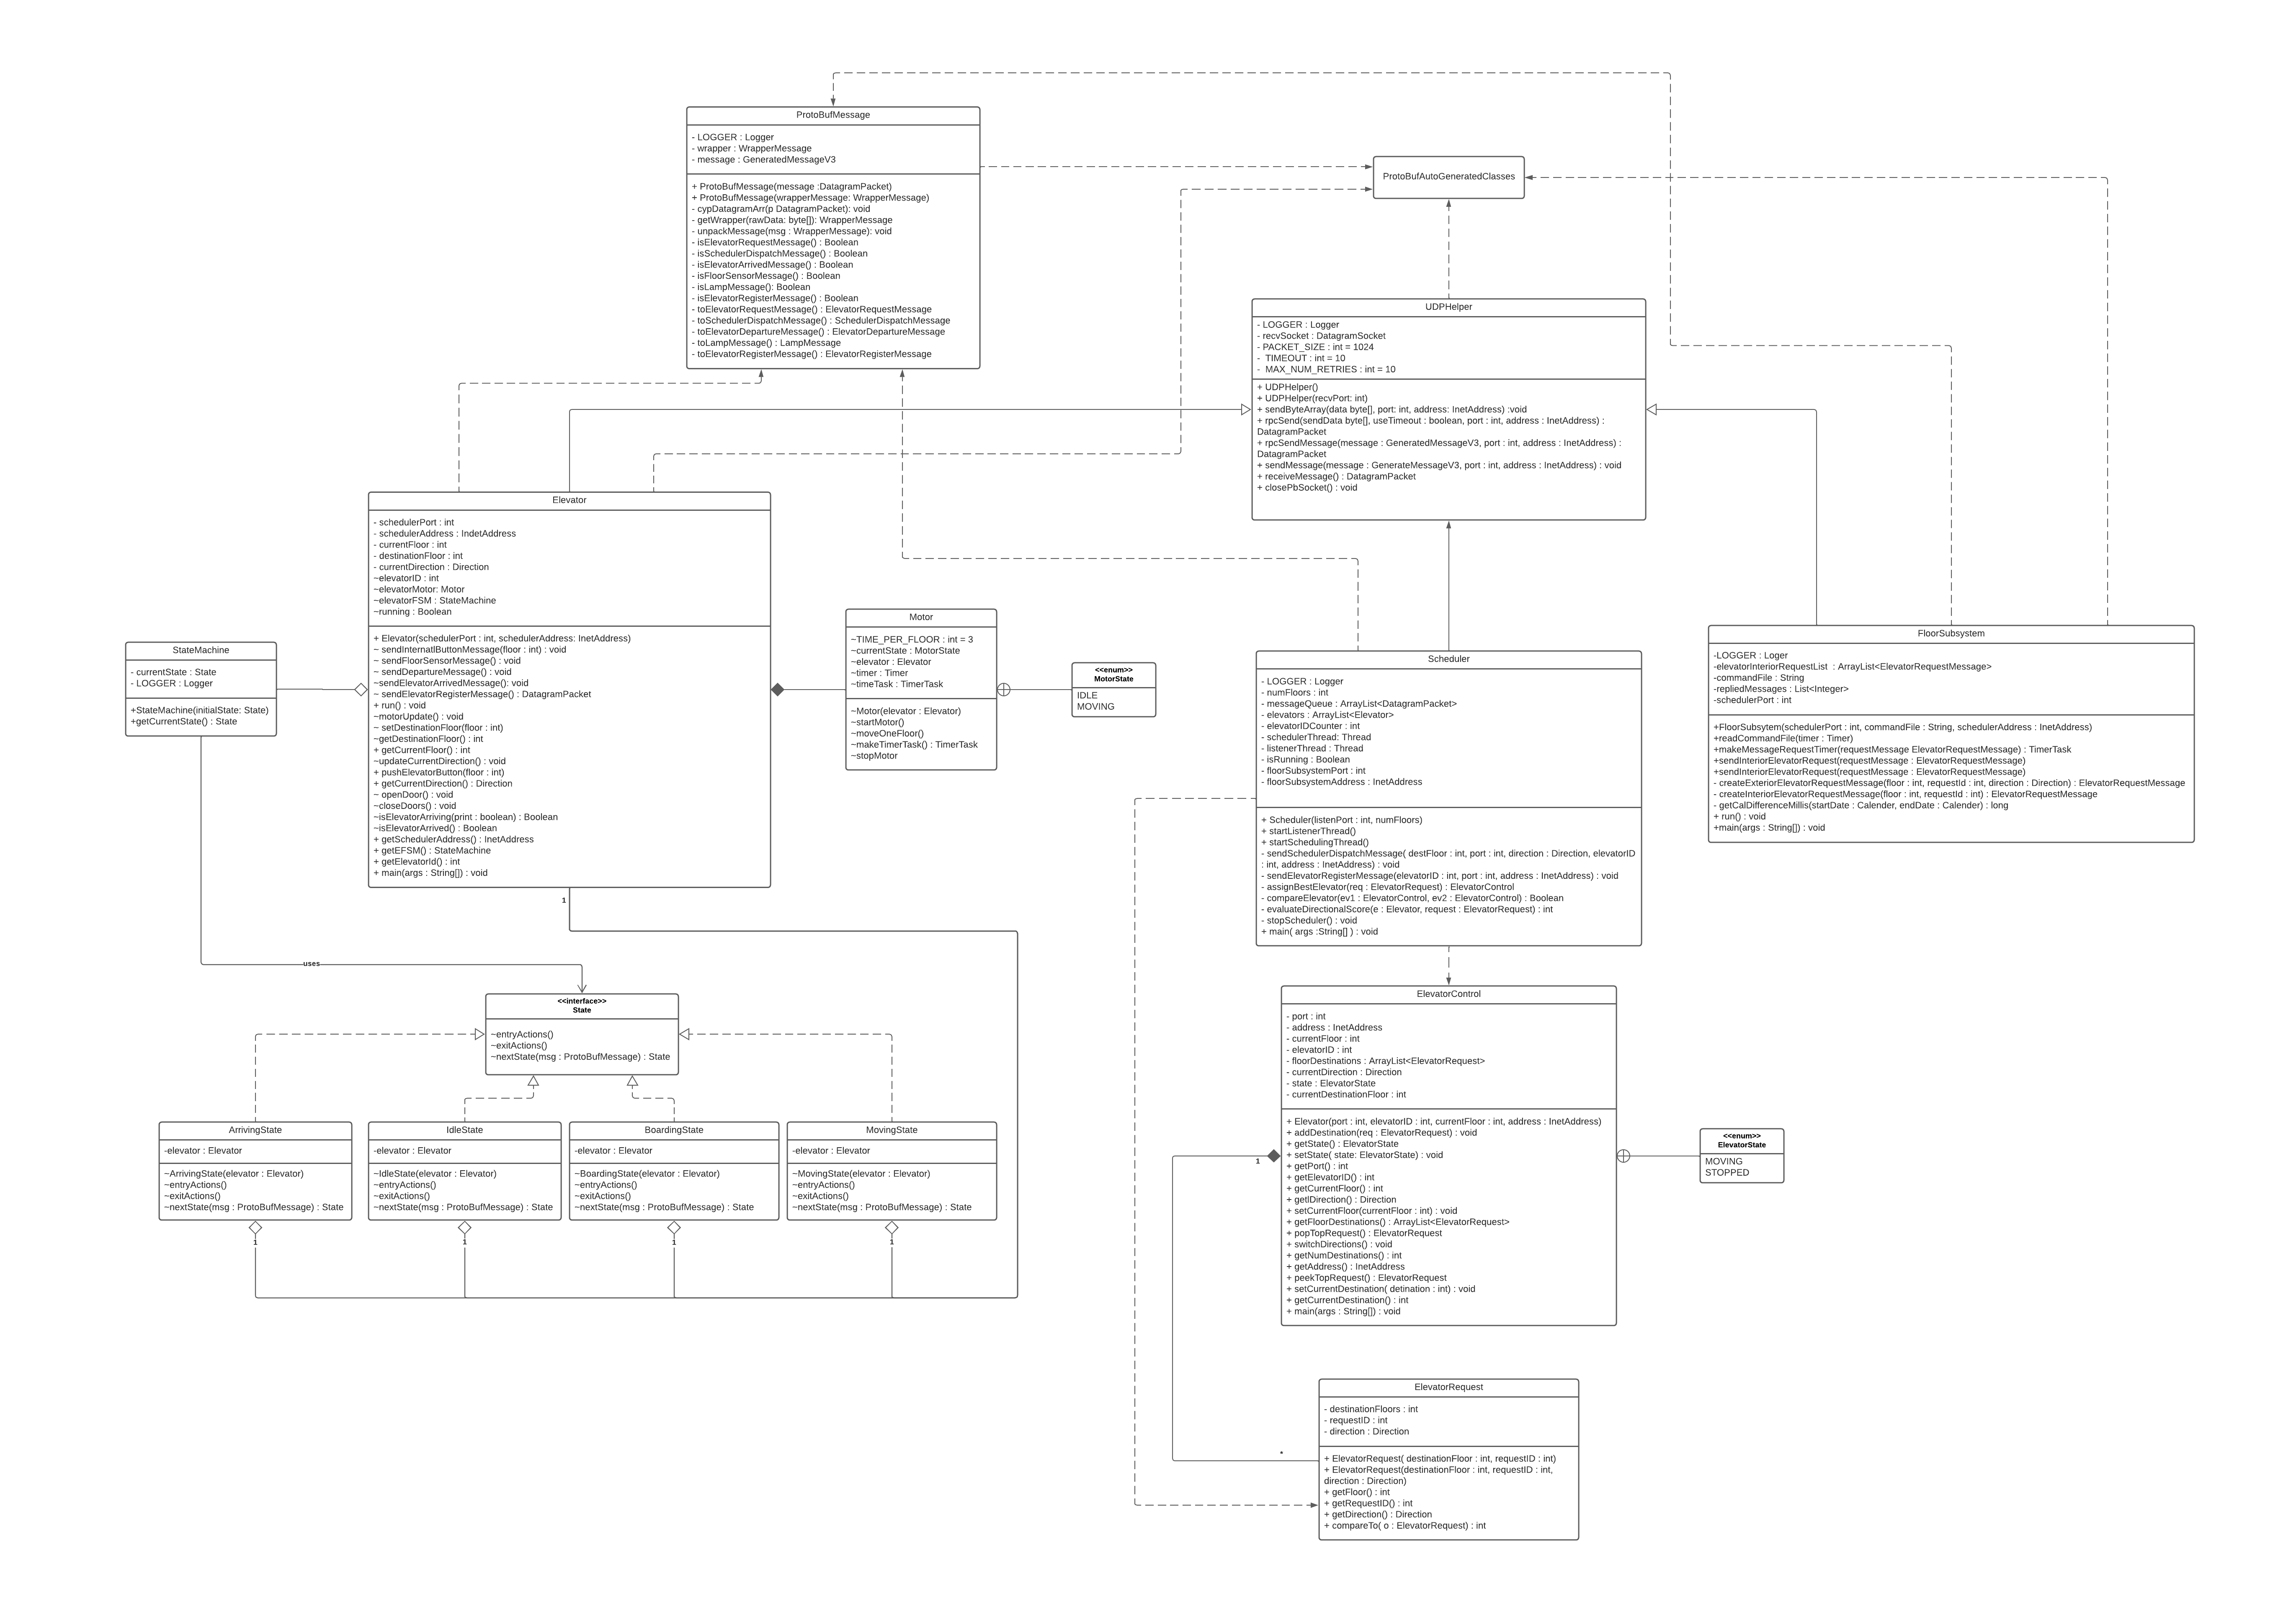 ProtoBufMessage
- LOGGER : Logger
- wrapper : WrapperMessage
- message : GeneratedMessageV3
+ ProtoBufMessage(message :DatagramPacket)
+ ProtoBufMessage(wrapperMessage: WrapperMessage)
- cypDatagramArr(p DatagramPacket): void
- getWrapper(rawData: byte[]): WrapperMessage
- unpackMessage(msg : WrapperMessage): void
- isElevatorRequestMessage() : Boolean
- isSchedulerDispatchMessage() : Boolean
- isElevatorArrivedMessage() : Boolean
- isFloorSensorMessage() : Boolean
- isLampMessage(): Boolean
- isElevatorRegisterMessage() : Boolean
- toElevatorRequestMessage() : ElevatorRequestMessage
- toSchedulerDispatchMessage() : SchedulerDispatchMessage
- toElevatorDepartureMessage() : ElevatorDepartureMessage
- toLampMessage() : LampMessage
- toElevatorRegisterMessage() : ElevatorRegisterMessage
ProtoBufAutoGeneratedClasses
UDPHelper
- LOGGER : Logger
- recvSocket : DatagramSocket
- PACKET_SIZE : int = 1024
-  TIMEOUT : int = 10
-  MAX_NUM_RETRIES : int = 10
+ UDPHelper()
+ UDPHelper(recvPort: int)
+ sendByteArray(data byte[], port: int, address: InetAddress) :void
+ rpcSend(sendData byte[], useTimeout : boolean, port : int, address : InetAddress) :
DatagramPacket
+ rpcSendMessage(message : GeneratedMessageV3, port : int, address : InetAddress) :
DatagramPacket
+ sendMessage(message : GenerateMessageV3, port : int, address : InetAddress) : void
+ receiveMessage() : DatagramPacket
+ closePbSocket() : void
Elevator
- schedulerPort : int
- schedulerAddress : IndetAddress
- currentFloor : int
- destinationFloor : int
- currentDirection : Direction
~elevatorID : int
~elevatorMotor: Motor
~elevatorFSM : StateMachine
~running : Boolean
+ Elevator(schedulerPort : int, schedulerAddress: InetAddress)
~ sendInternatlButtonMessage(floor : int) : void
~ sendFloorSensorMessage() : void
~ sendDepartureMessage() : void
~sendElevatorArrivedMessage(): void
~ sendElevatorRegisterMessage() : DatagramPacket
+ run() : void
~motorUpdate() : void
~ setDestinationFloor(floor : int)
~getDestinationFloor() : int
+ getCurrentFloor() : int
~updateCurrentDirection() : void
+ pushElevatorButton(floor : int)
+ getCurrentDirection() : Direction
~ openDoor() : void
~closeDoors() : void
~isElevatorArriving(print : boolean) : Boolean
~isElevatorArrived() : Boolean
+ getSchedulerAddress() : InetAddress
+ getEFSM() : StateMachine
+ getElevatorId() : int
+ main(args : String[]) : void
1
StateMachine
- currentState : State
- LOGGER : Logger
+StateMachine(initialState: State)
+getCurrentState() : State
uses
Motor
~TIME_PER_FLOOR : int = 3
~currentState : MotorState
~elevator : Elevator
~timer : Timer
~timeTask : TimerTask
~Motor(elevator : Elevator)
~startMotor()
~moveOneFloor()
~makeTimerTask() : TimerTask
~stopMotor
<<enum>>
MotorState
IDLE
MOVING
Scheduler
- LOGGER : Logger
- numFloors : int
- messageQueue : ArrayList<DatagramPacket>
- elevators : ArrayList<Elevator>
- elevatorIDCounter : int
- schedulerThread: Thread
- listenerThread : Thread
- isRunning : Boolean
- floorSubsystemPort : int
- floorSubsystemAddress : InetAddress
+ Scheduler(listenPort : int, numFloors)
+ startListenerThread()
+ startSchedulingThread()
- sendSchedulerDispatchMessage( destFloor : int, port : int, direction : Direction, elevatorID
: int, address : InetAddress) : void
- sendElevatorRegisterMessage(elevatorID : int, port : int, address : InetAddress) : void
- assignBestElevator(req : ElevatorRequest) : ElevatorControl
- compareElevator(ev1 : ElevatorControl, ev2 : ElevatorControl) : Boolean
- evaluateDirectionalScore(e : Elevator, request : ElevatorRequest) : int
- stopScheduler() : void
+ main( args :String[] ) : void
FloorSubsystem
-LOGGER : Loger
-elevatorInteriorRequestList  : ArrayList<ElevatorRequestMessage>
-commandFile : String
-repliedMessages : List<Integer>
-schedulerPort : int
+FloorSubsytem(schedulerPort : int, commandFile : String, schedulerAddress : InetAddress)
+readCommandFile(timer : Timer)
+makeMessageRequestTimer(requestMessage ElevatorRequestMessage) : TimerTask
+sendInteriorElevatorRequest(requestMessage : ElevatorRequestMessage)
+sendInteriorElevatorRequest(requestMessage : ElevatorRequestMessage)
- createExteriorElevatorRequestMessage(floor : int, requestId : int, direction : Direction) : ElevatorRequestMessage
- createInteriorElevatorRequestMessage(floor : int, requestId : int) : ElevatorRequestMessage
- getCalDifferenceMillis(startDate : Calender, endDate : Calender) : long
+ run() : void
+main(args : String[]) : void
<<interface>>
State
~entryActions()
~exitActions()
~nextState(msg : ProtoBufMessage) : State
ArrivingState
-elevator : Elevator
~ArrivingState(elevator : Elevator)
~entryActions()
~exitActions()
~nextState(msg : ProtoBufMessage) : State
1
IdleState
-elevator : Elevator
~IdleState(elevator : Elevator)
~entryActions()
~exitActions()
~nextState(msg : ProtoBufMessage) : State
1
BoardingState
-elevator : Elevator
~BoardingState(elevator : Elevator)
~entryActions()
~exitActions()
~nextState(msg : ProtoBufMessage) : State
1
MovingState
-elevator : Elevator
~MovingState(elevator : Elevator)
~entryActions()
~exitActions()
~nextState(msg : ProtoBufMessage) : State
1
ElevatorControl
- port : int
- address : InetAddress
- currentFloor : int
- elevatorID : int
- floorDestinations : ArrayList<ElevatorRequest>
- currentDirection : Direction
- state : ElevatorState
- currentDestinationFloor : int
+ Elevator(port : int, elevatorID : int, currentFloor : int, address : InetAddress)
+ addDestination(req : ElevatorRequest) : void
+ getState() : ElevatorState
+ setState( state: ElevatorState) : void
+ getPort() : int
+ getElevatorID() : int
+ getCurrentFloor() : int
+ getlDirection() : Direction
+ setCurrentFloor(currentFloor : int) : void
+ getFloorDestinations() : ArrayList<ElevatorRequest>
+ popTopRequest() : ElevatorRequest
+ switchDirections() : void
+ getNumDestinations() : int
+ getAddress() : InetAddress
+ peekTopRequest() : ElevatorRequest
+ setCurrentDestination( detination : int) : void
+ getCurrentDestination() : int
+ main(args : String[]) : void
1
<<enum>>
ElevatorState
MOVING
STOPPED
ElevatorRequest
- destinationFloors : int
- requestID : int
- direction : Direction
+ ElevatorRequest( destinationFloor : int, requestID : int)
+ ElevatorRequest(destinationFloor : int, requestID : int,
direction : Direction)
+ getFloor() : int
+ getRequestID() : int
+ getDirection() : Direction
+ compareTo( o : ElevatorRequest) : int
*